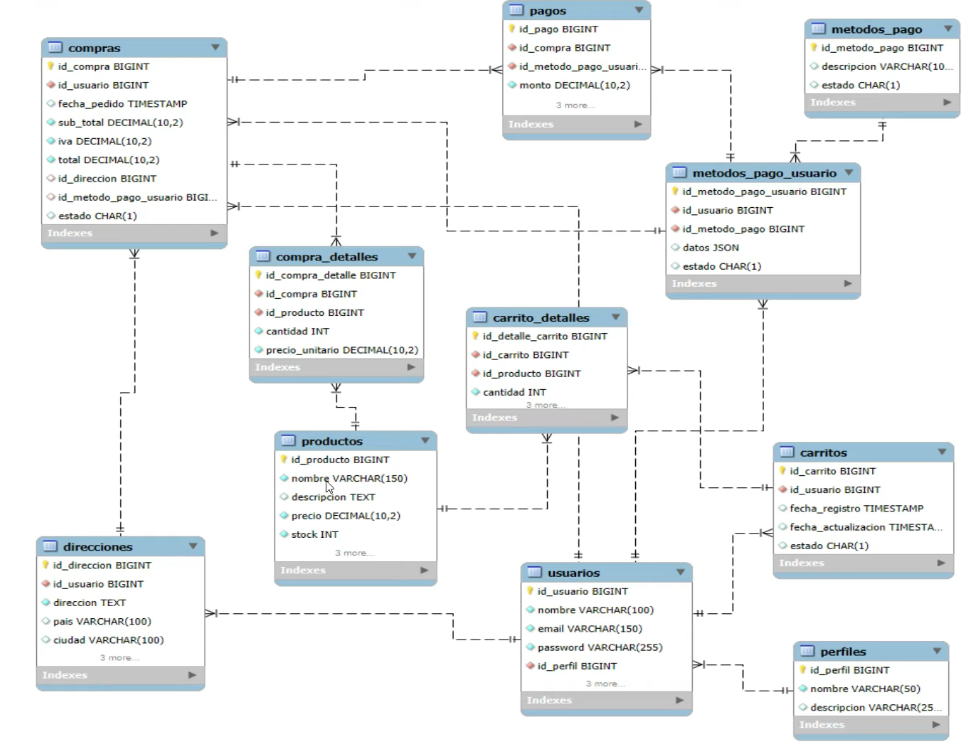 compras
id_compra BIGINT
id_usuario BIGINT
fecha_pedido TIMESTAMP
sub_total DECIMAL(10,2)
iva DECIMAL(10,2)
total DECIMAL(10,2)
id_direccion BIGINT
id_metodo_pago_usuario BIGI...
estado CHAR(1)
Indexes
pagos
id_pago BIGINT
id_compra BIGINT
id_metodo_pago_usuari...
monto DECIMAL(10,2)
3 more...
Indexes
metodos_pago
id_metodo_pago BIGINT
descripcion VARCHAR(10...
estado CHAR(1)
Indexes
metodos_pago_usuario
id_metodo_pago_usuario BIGINT
id_usuario BIGINT
id_metodo_pago BIGINT
datos JSON
estado CHAR(1)
Indexes
compra_detalles
id_compra_detalle BIGINT
id_compra BIGINT
id_producto BIGINT
cantidad INT
precio_unitario DECIMAL(10,2)
Indexes
carrito_detalles
id_detalle_carrito BIGINT
id_carrito BIGINT
id_producto BIGINT
cantidad INT
3 more...
Indexes
productos
id_producto BIGINT
nombre VARCHAR(150)
descripcion TEXT
precio DECIMAL(10,2)
stock INT
3 more...
Indexes
carritos
id_carrito BIGINT
id_usuario BIGINT
fecha_registro TIMESTAMP
fecha_actualizacion TIMESTA...
estado CHAR(1)
Indexes
direcciones
id_direccion BIGINT
id_usuario BIGINT
direccion TEXT
pais VARCHAR(100)
ciudad VARCHAR(100)
3 more...
Indexes
usuarios
id_usuario BIGINT
nombre VARCHAR(100)
email VARCHAR(150)
password VARCHAR(255)
id_perfil BIGINT
3 more...
Indexes
perfiles
id_perfil BIGINT
nombre VARCHAR(50)
descripcion VARCHAR(25...
Indexes